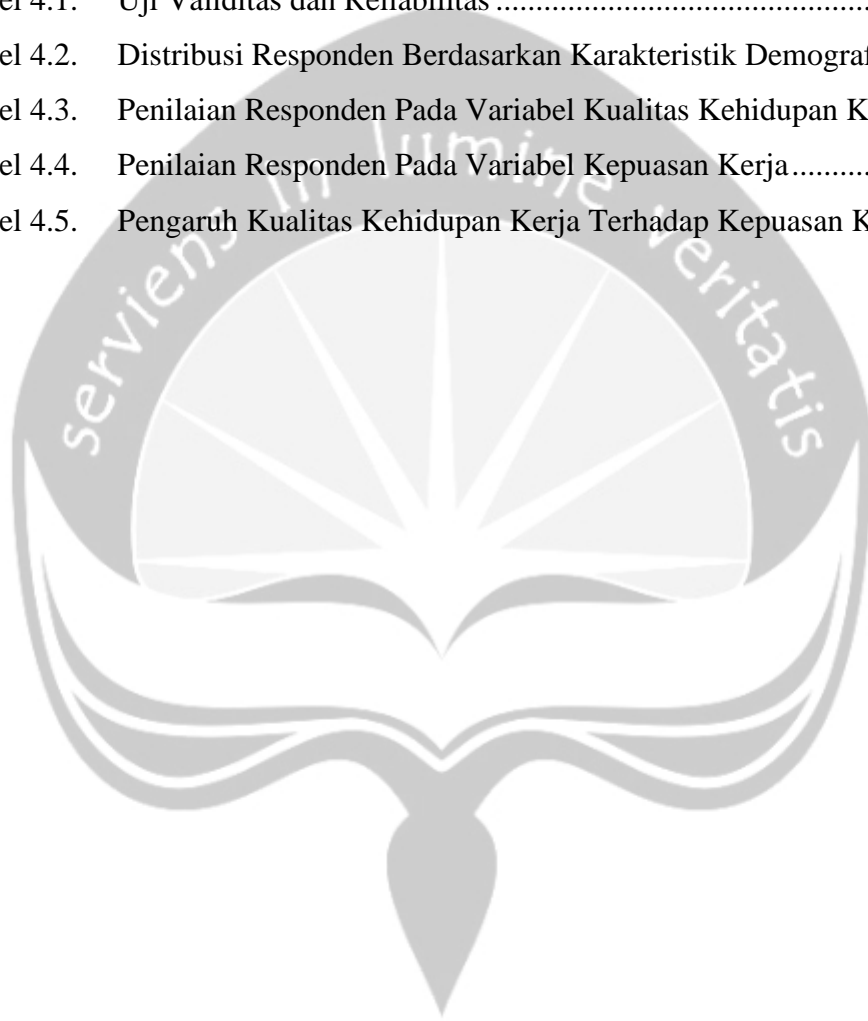 el 4.1. Uji Validitas dan Reliabilitas
el 4.2. Distribusi Responden Berdasarkan Karakteristik Demograf
el 4.3. Penilaian Responden Pada Variabel Kualitas Kehidupan K
el 4.4. Penilaian Responden Pada Variabel Kepuasan Kerja ..........
el 4.5. Pengaruh Kualitas Kehidupan Kerja Terhadap Kepuasan K
serviens in lumine veritatis